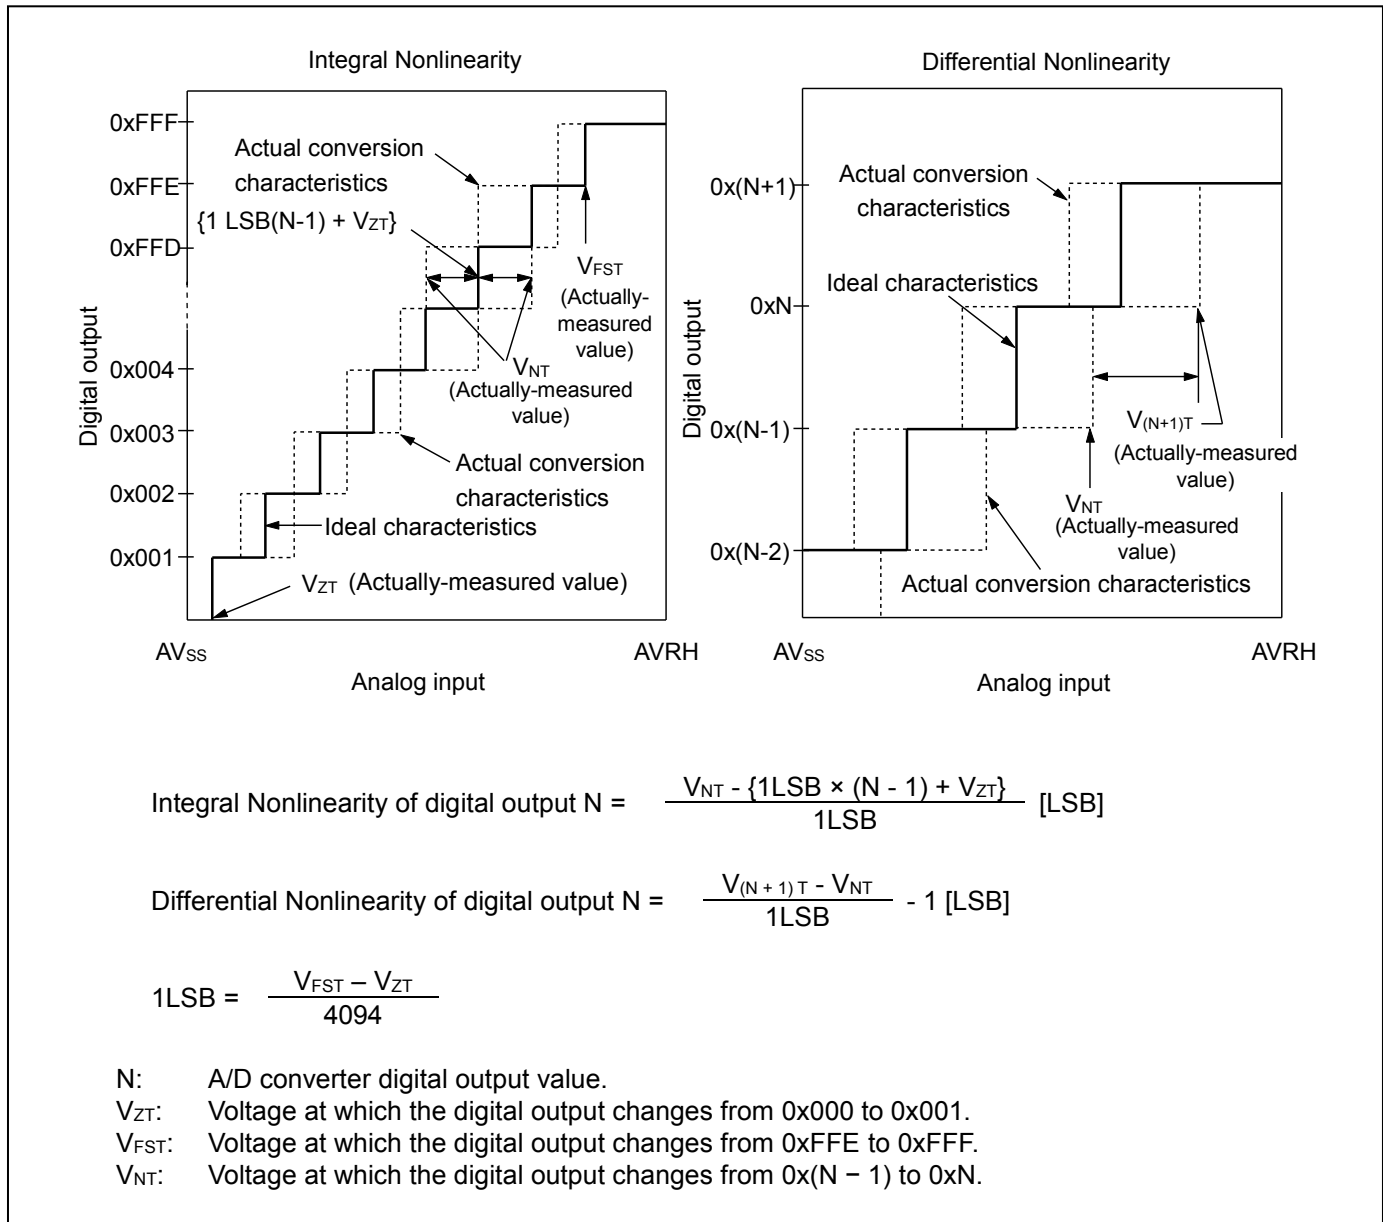 Integral Nonlinearity
0xFFF
0xFFE
0xFFD
0x004
0x003
0x002
0x001
Digital output
Actual conversion
characteristics
{1 LSB(N-1) + VZT}
VFST
(Actually-
measured
value)
VNT
(Actually-measured
value)
Actual conversion
characteristics
Ideal characteristics
VZT (Actually-measured value)
AVSS
AVRH
Analog input
Differential Nonlinearity
0x(N+1)
0xN
0x(N-1)
0x(N-2)
Digital output
Actual conversion
characteristics
Ideal characteristics
V(N+1)T
(Actually-measured
value)
VNT
(Actually-measured
value)
Actual conversion characteristics
AVSS
AVRH
Analog input
Integral Nonlinearity of digital output N = VNT - {1LSB × (N - 1) + VZT} / 1LSB [LSB]
Differential Nonlinearity of digital output N = V(N + 1) T - VNT / 1LSB - 1 [LSB]
1LSB = VFST – VZT / 4094
N: A/D converter digital output value.
VZT: Voltage at which the digital output changes from 0x000 to 0x001.
VFST: Voltage at which the digital output changes from 0xFFE to 0xFFF.
VNT: Voltage at which the digital output changes from 0x(N − 1) to 0xN.